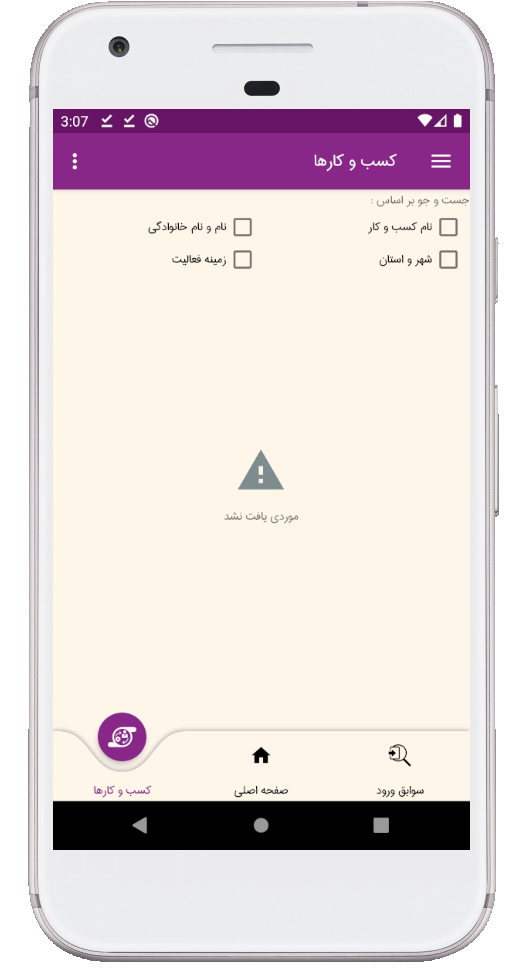 3:07
کسب و کارها
جست و جو بر اساس :
نام کسب و کار
نام و نام خانوادگی
شهر و استان
زمینه فعالیت
موردی یافت نشد
سوابق ورود
صفحه اصلی
کسب و کارها